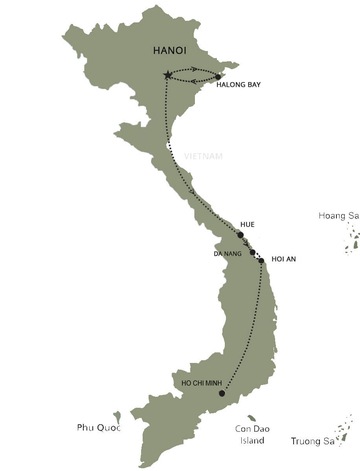 HANOI
HALONG BAY
VIETNAM
HUE
Hoang Sa
DA NANG
HOI AN
HO CHI MINH
Phu Quoc
Con Dao
Island
Truong Sa